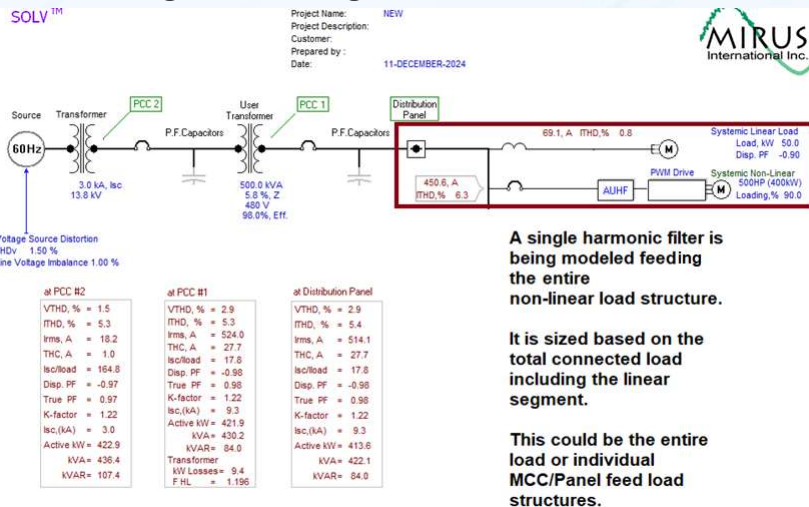 SOLV™
Project Name: NEW
Project Description:
Customer:
Prepared by :
Date: 11-DECEMBER-2024
MIRUS
International Inc.
Source
Transformer
PCC 2
P.F.Capacitors
User
Transformer
PCC 1
P.F.Capacitors
Distribution
Panel
60Hz
3.0 kA, Isc
13.8 kV
500.0 kVA
5.8 %, Z
480 V
98.0%, Eff.
69.1, A ITHD,% 0.8
M
Systemic Linear Load
Load, kW 50.0
Disp. PF -0.90
450.6, A
ITHD,% 6.3
AUHF
PWM Drive
M
Systemic Non-Linear
500HP (400kW)
Loading,% 90.0
oltage Source Distortion
HDv 1.50 %
ine Voltage Imbalance 1.00 %
at PCC #2
VTHD, % = 1.5
ITHD, % = 5.3
Irms, A = 18.2
THC, A = 1.0
Isc/Iload = 164.8
Disp. PF = -0.97
True PF = 0.97
K-factor = 1.22
Isc,(kA) = 3.0
Active kW= 422.9
kVA= 436.4
kVAR= 107.4
at PCC #1
VTHD, % = 2.9
ITHD, % = 5.3
Irms, A = 524.0
THC, A = 27.7
Isc/Iload = 17.8
Disp. PF = -0.98
True PF = 0.98
K-factor = 1.22
Isc,(kA) = 9.3
Active kW= 421.9
kVA= 430.2
kVAR= 84.0
Transformer
kW Losses= 9.4
F HL = 1.196
at Distribution Panel
VTHD, % = 2.9
ITHD, % = 5.4
Irms, A = 514.1
THC, A = 27.7
Isc/Iload = 17.8
Disp. PF = -0.98
True PF = 0.98
K-factor = 1.22
Isc,(kA) = 9.3
Active kW= 413.6
kVA= 422.1
kVAR= 84.0
A single harmonic filter is
being modeled feeding
the entire
non-linear load structure.
It is sized based on the
total connected load
including the linear
segment.
This could be the entire
load or individual
MCC/Panel feed load
structures.